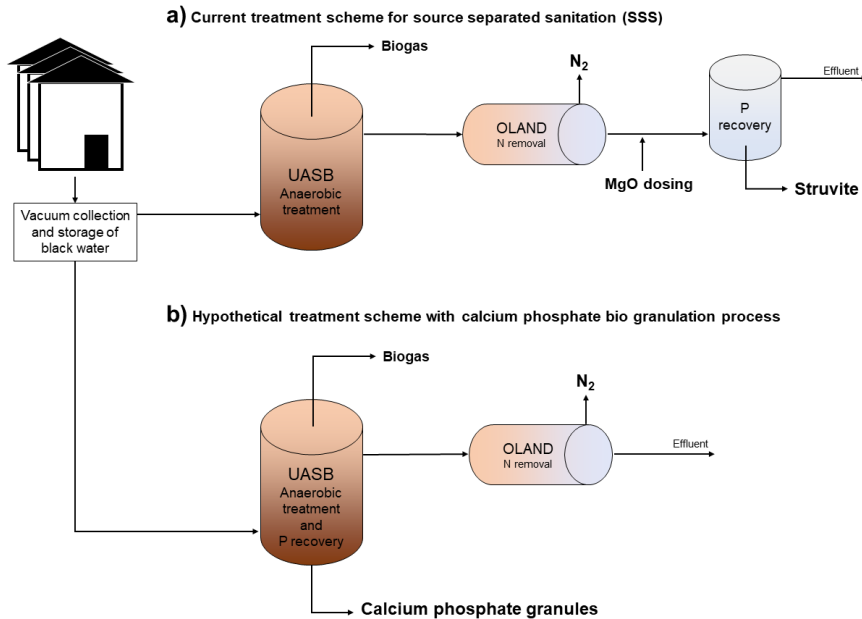 a) Current treatment scheme for source separated sanitation (SSS)
Biogas
N2
Effluent
OLAND
N removal
P
recovery
UASB
Anaerobic
treatment
MgO dosing
Struvite
Vacuum collection
and storage of
black water
b) Hypothetical treatment scheme with calcium phosphate bio granulation process
Biogas
N2
OLAND
N removal
Effluent
UASB
Anaerobic
treatment
and
P recovery
Calcium phosphate granules